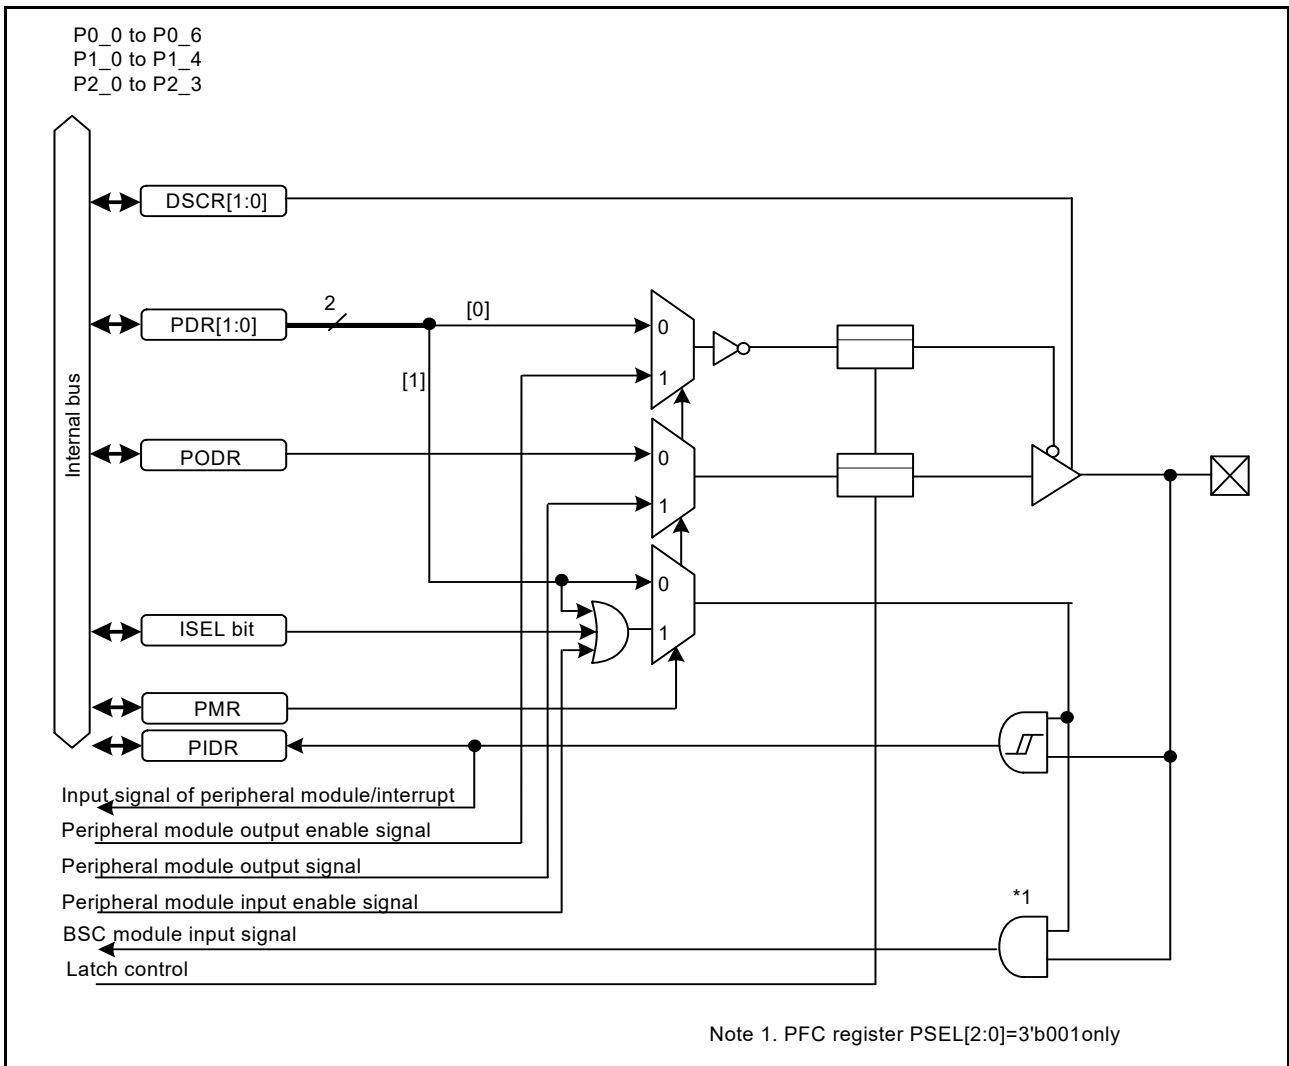 P0_0 to P0_6
P1_0 to P1_4
P2_0 to P2_3
Internal bus
DSCR[1:0]
PDR[1:0]
2
[0]
[1]
0
1
PODR
0
1
0
1
ISEL bit
PMR
PIDR
Input signal of peripheral module/interrupt
Peripheral module output enable signal
Peripheral module output signal
Peripheral module input enable signal
*1
BSC module input signal
Latch control
Note 1. PFC register PSEL[2:0]=3'b001only